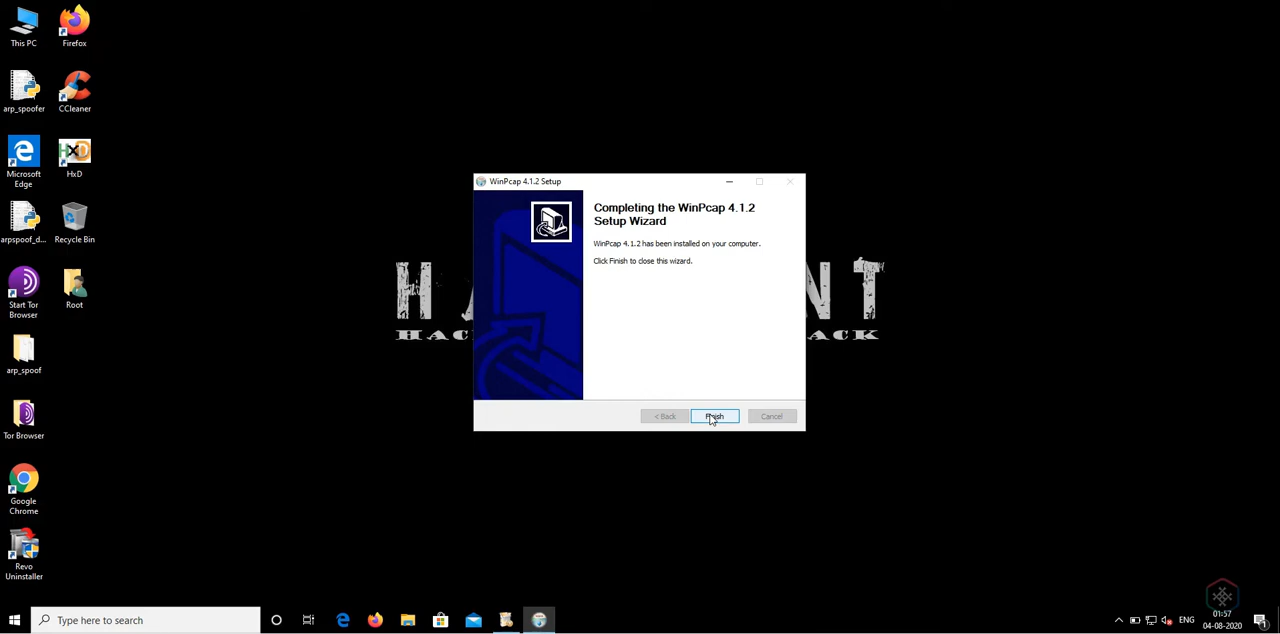 This PC
Firefox
arp_spoofer
CCleaner
Microsoft
Edge
HxD
HxD
arpspoof_d...
Recycle Bin
Start Tor
Browser
Root
arp_spoof
Tor Browser
Google
Chrome
Revo
Uninstaller
WinPcap 4.1.2 Setup
Completing the WinPcap 4.1.2
Setup Wizard
WinPcap 4.1.2 has been installed on your computer.
Click Finish to close this wizard.
< Back
Finish
Cancel
Type here to search
ENG
01:57
04-08-2020
1